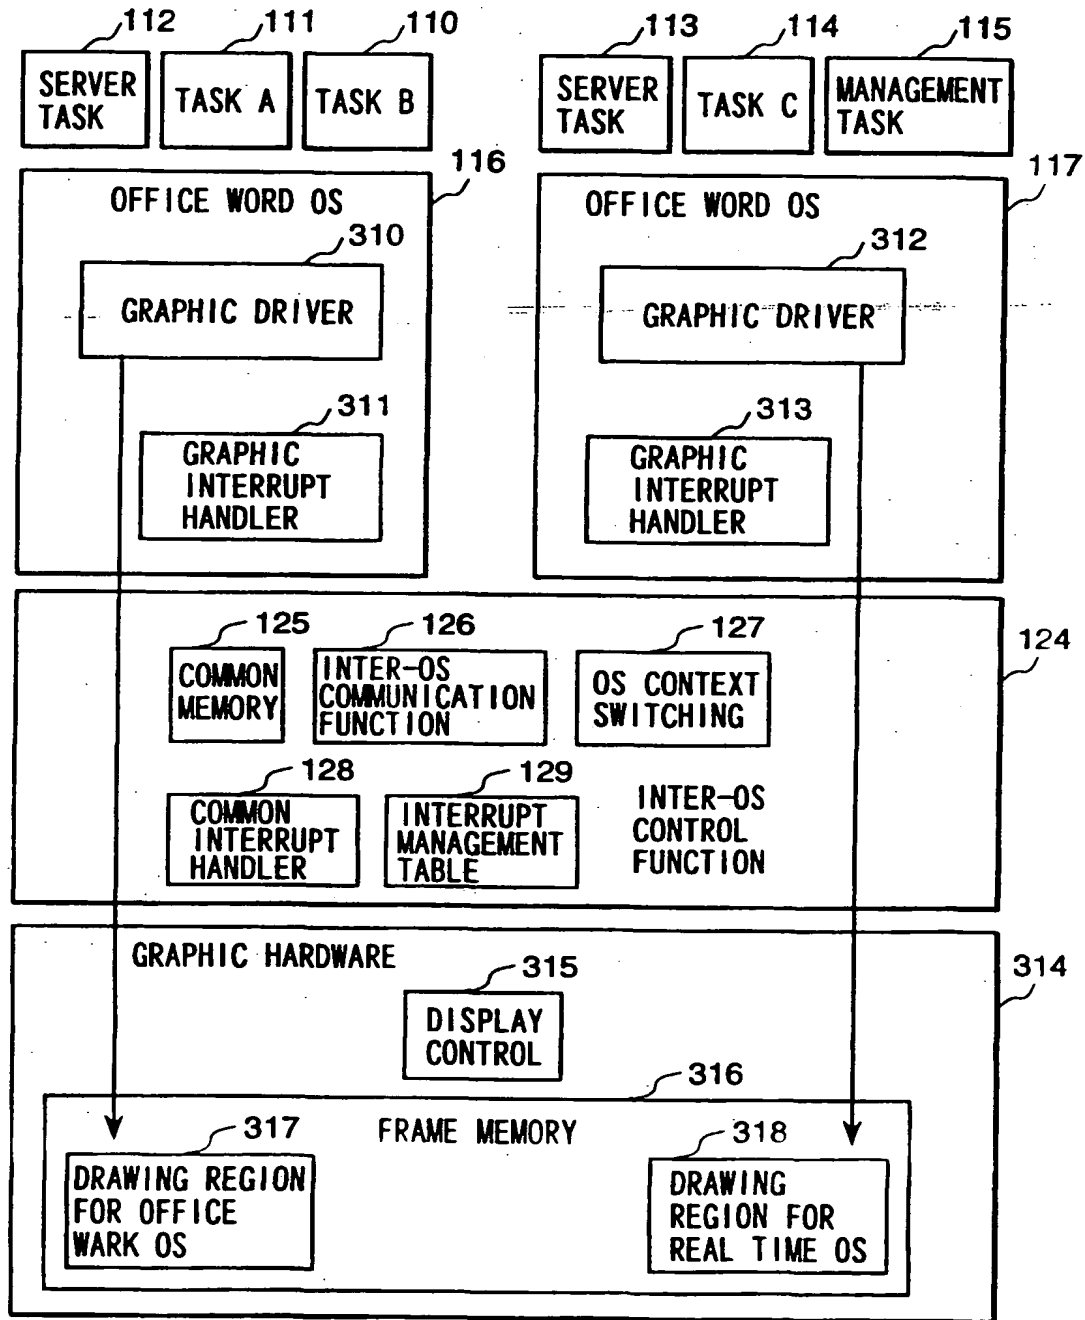 112
111
110
113
114
115
SERVER
TASK
TASK A
TASK B
SERVER
TASK
TASK C
MANAGEMENT
TASK
116
117
OFFICE WORD OS
310
GRAPHIC DRIVER
311
GRAPHIC
INTERRUPT
HANDLER
OFFICE WORD OS
312
GRAPHIC DRIVER
313
GRAPHIC
INTERRUPT
HANDLER
124
125
COMMON
MEMORY
126
INTER-OS
COMMUNICATION
FUNCTION
127
OS CONTEXT
SWITCHING
128
COMMON
INTERRUPT
HANDLER
129
INTERRUPT
MANAGEMENT
TABLE
INTER-OS
CONTROL
FUNCTION
GRAPHIC HARDWARE
314
315
DISPLAY
CONTROL
316
FRAME MEMORY
317
DRAWING REGION
FOR OFFICE
WARK OS
318
DRAWING
REGION FOR
REAL TIME OS